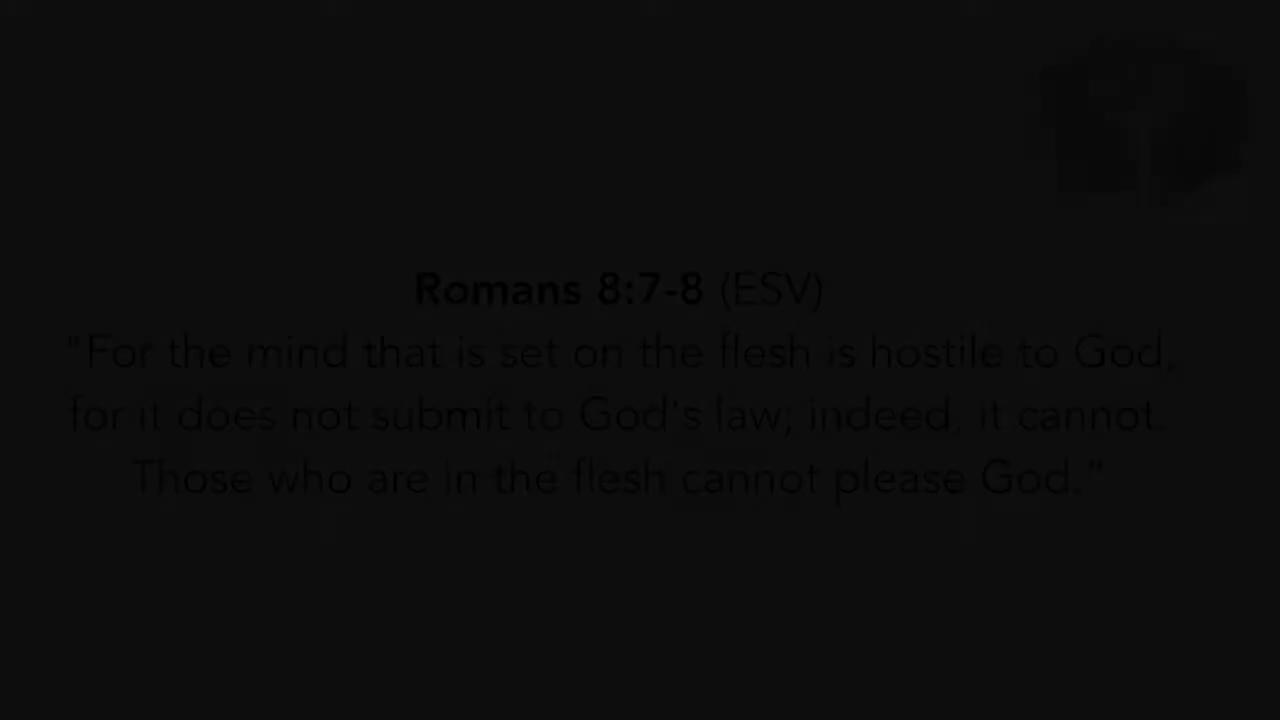 Romans 8:7-8 (ESV)
"For the mind that is set on the flesh is hostile to God,
for it does not submit to God's law; indeed, it cannot.
Those who are in the flesh cannot please God."